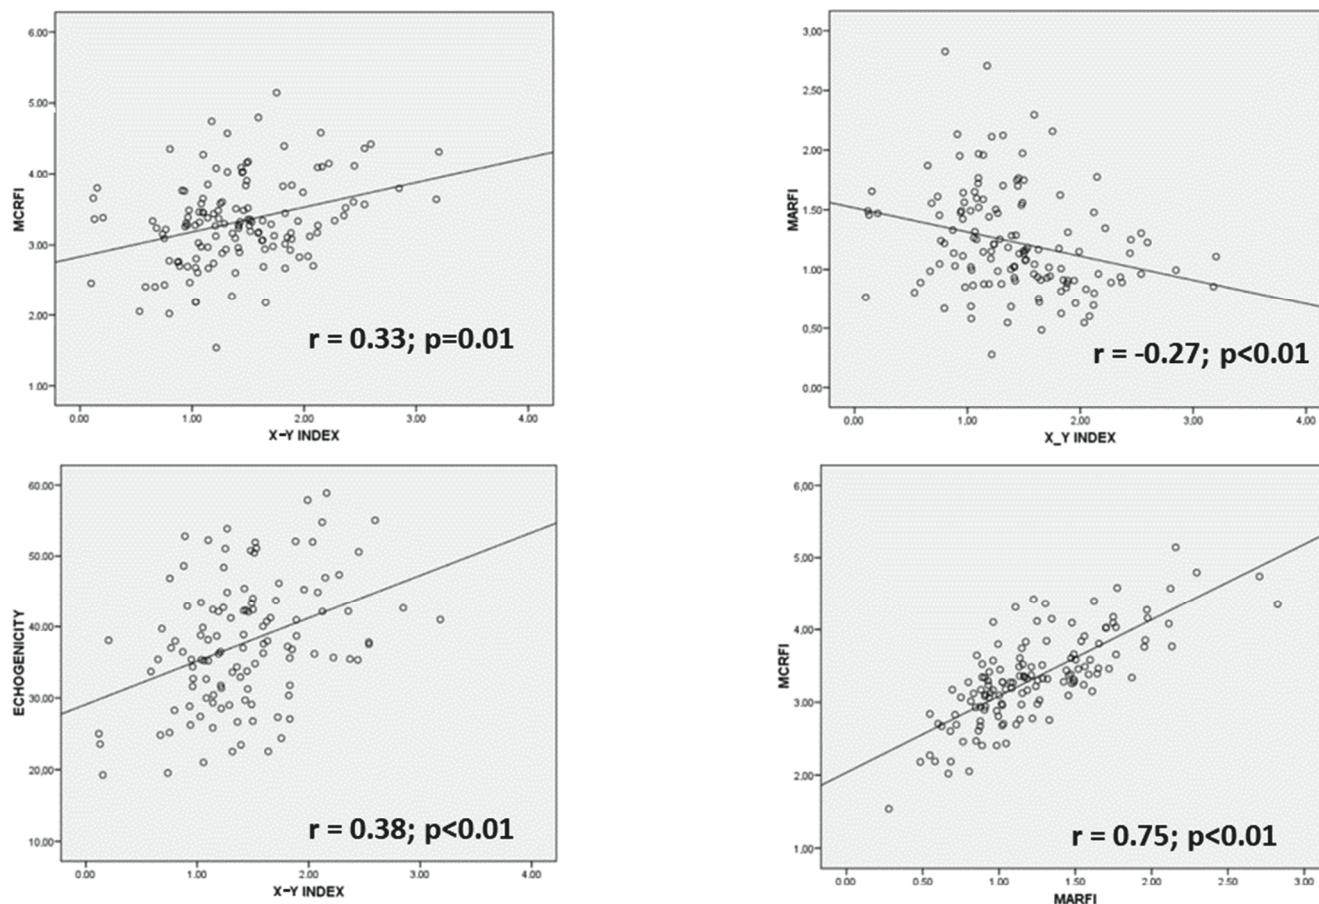 6.00
5.00
4.00
3.00
2.00
1.00
MCRFI
0.00 1.00 2.00 3.00 4.00
X-Y INDEX
r = 0.33; p=0.01
3,00
2,50
2,00
1,50
1,00
0,50
0,00
MARFI
0,00 1,00 2,00 3,00 4,00
X_Y INDEX
r = -0.27; p<0.01
60,00
50,00
40,00
30,00
20,00
10,00
ECHOGENICITY
0.00 1.00 2.00 3.00 4.00
X-Y INDEX
r = 0.38; p<0.01
6,00
5,00
4,00
3,00
2,00
1,00
MCRFI
0.00 0.50 1.00 1.50 2.00 2.50 3.00
MARFI
r = 0.75; p<0.01